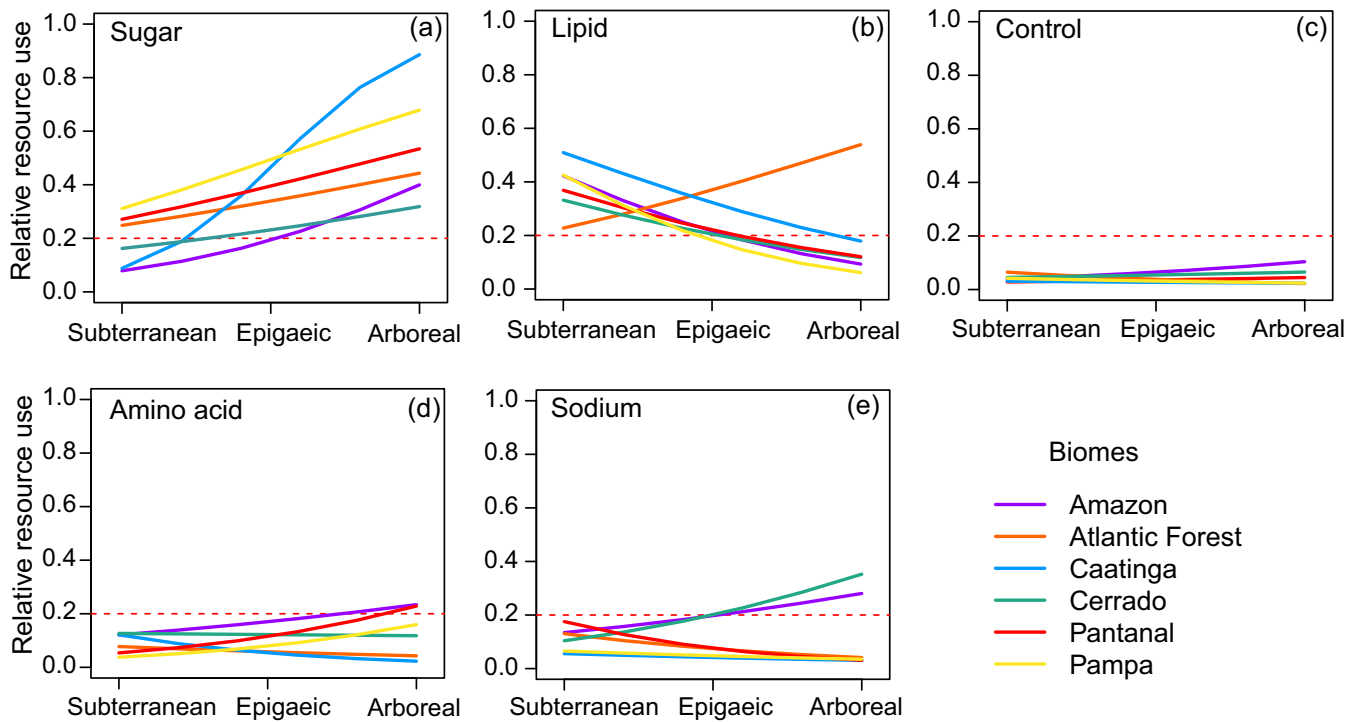 Relative resource use
1.0
0.8
0.6
0.4
0.2
0.0
Sugar
(a)
Subterranean Epigaeic Arboreal
1.0
0.8
0.6
0.4
0.2
0.0
Lipid
(b)
Subterranean Epigaeic Arboreal
1.0
0.8
0.6
0.4
0.2
0.0
Control
(c)
Subterranean Epigaeic Arboreal
Relative resource use
1.0
0.8
0.6
0.4
0.2
0.0
Amino acid
(d)
Subterranean Epigaeic Arboreal
1.0
0.8
0.6
0.4
0.2
0.0
Sodium
(e)
Subterranean Epigaeic Arboreal
Biomes
Amazon
Atlantic Forest
Caatinga
Cerrado
Pantanal
Pampa